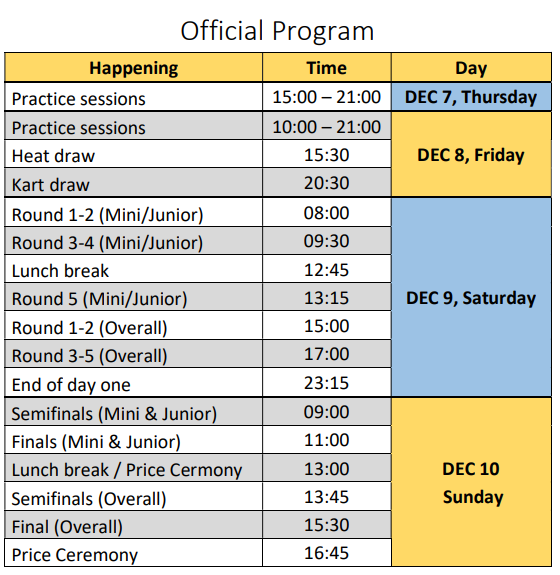 Official Program
Happening Time Day
Practice sessions 15:00 – 21:00 DEC 7, Thursday
Practice sessions 10:00 – 21:00
Heat draw 15:30 DEC 8, Friday
Kart draw 20:30
Round 1-2 (Mini/Junior) 08:00
Round 3-4 (Mini/Junior) 09:30
Lunch break 12:45
Round 5 (Mini/Junior) 13:15 DEC 9, Saturday
Round 1-2 (Overall) 15:00
Round 3-5 (Overall) 17:00
End of day one 23:15
Semifinals (Mini & Junior) 09:00
Finals (Mini & Junior) 11:00
Lunch break / Price Cermony 13:00 DEC 10
Semifinals (Overall) 13:45 Sunday
Final (Overall) 15:30
Price Ceremony 16:45